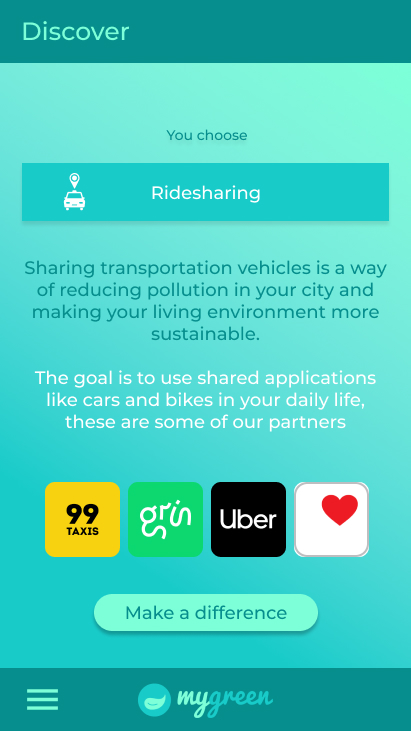 Discover
You choose
Ridesharing
Sharing transportation vehicles is a way
of reducing pollution in your city and
making your living environment more
sustainable.
The goal is to use shared applications
like cars and bikes in your daily life,
these are some of our partners
99
TAXIS
grin
Uber
Make a difference
mygreen